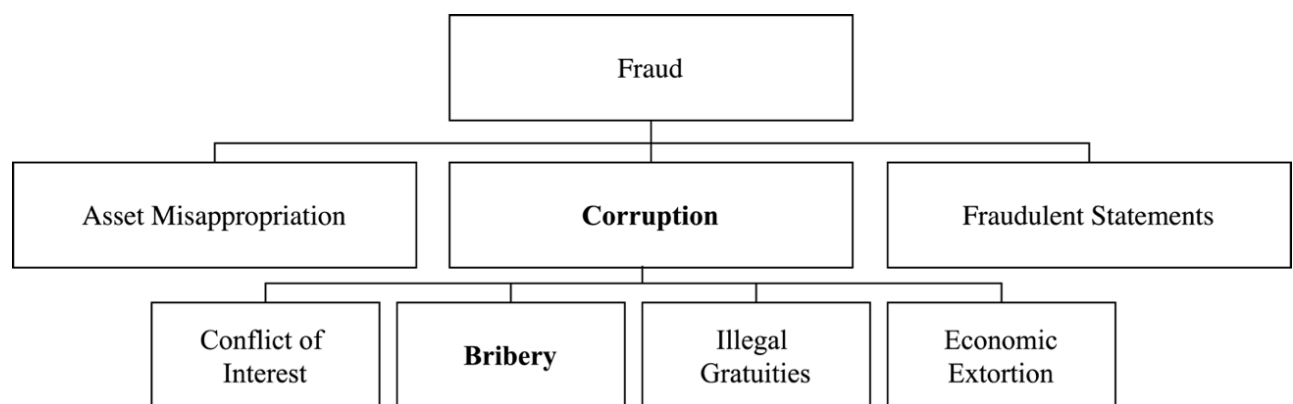 Fraud
Asset Misappropriation
Corruption
Fraudulent Statements
Conflict of
Interest
Bribery
Illegal
Gratuities
Economic
Extortion